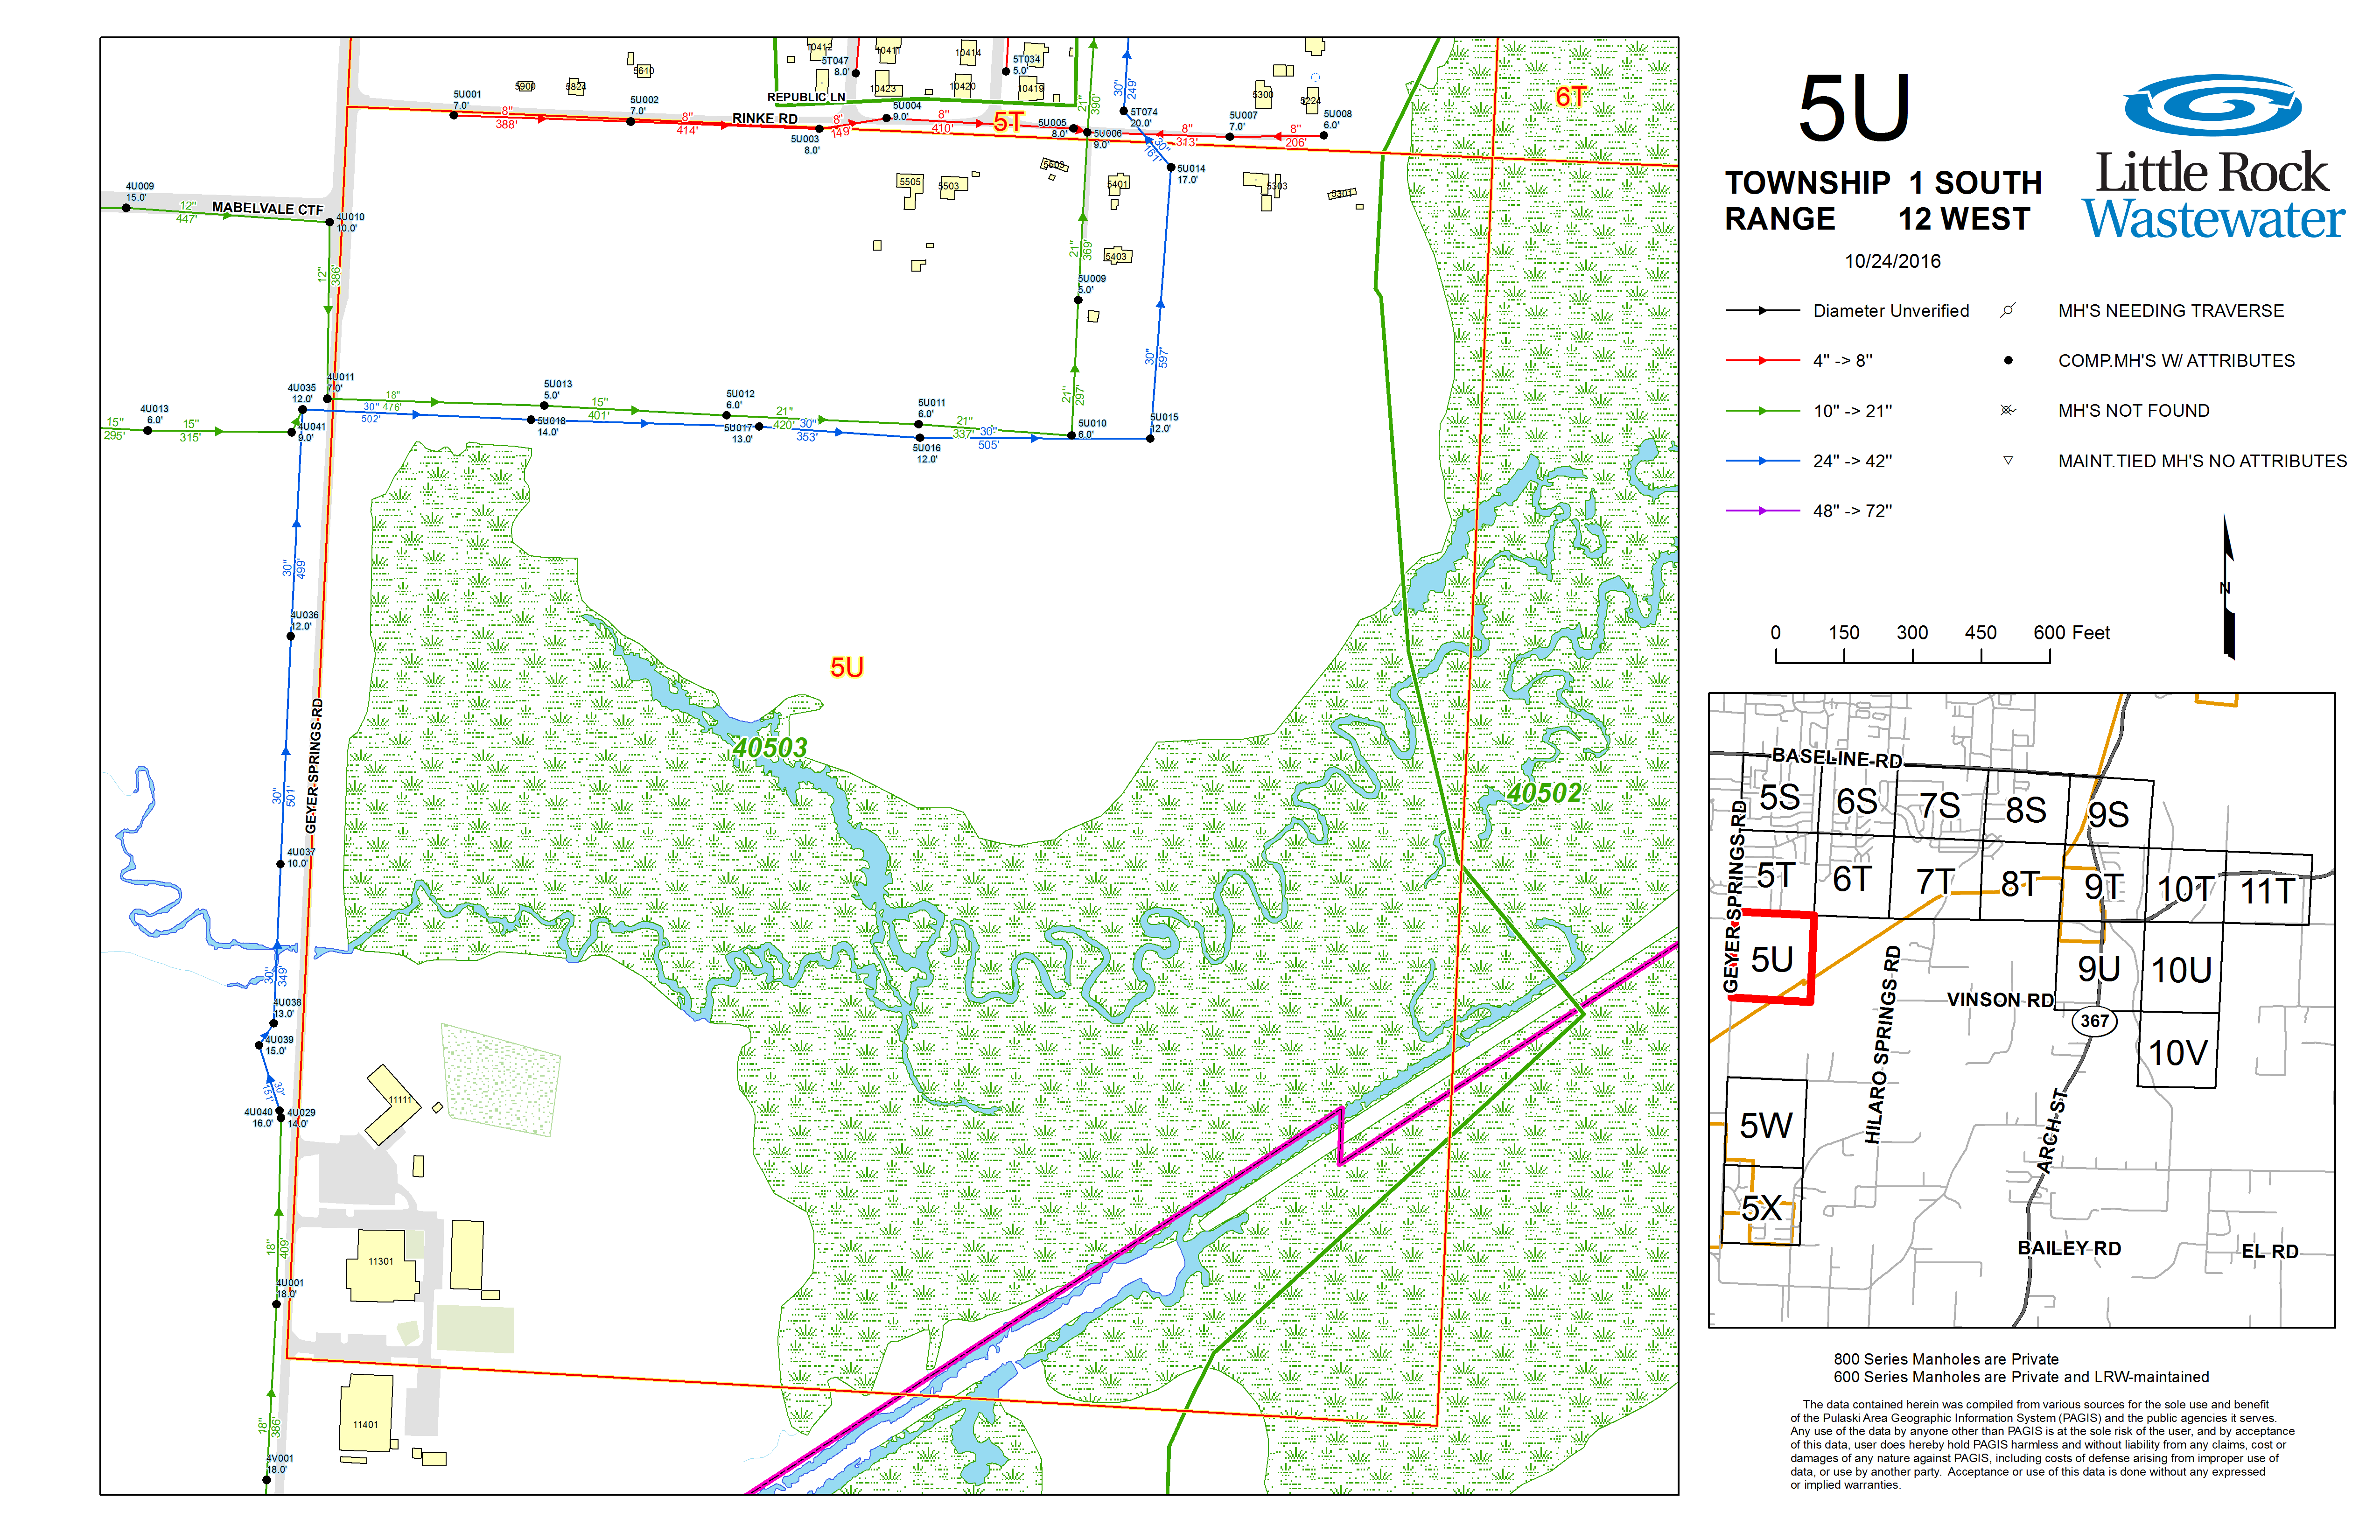 5U
TOWNSHIP 1 SOUTH
RANGE 12 WEST
10/24/2016
Little Rock
Wastewater
Diameter Unverified
4" -> 8"
10" -> 21"
24" -> 42"
48" -> 72"
MH'S NEEDING TRAVERSE
COMP.MH'S W/ ATTRIBUTES
MH'S NOT FOUND
MAINT.TIED MH'S NO ATTRIBUTES
N
0 150 300 450 600 Feet
10412
10411
10414
5T047
8.0'
5T034
5.0'
5610
5900
5824
10423
10420
10419
5300
5224
REPUBLIC LN
RINKE RD
5U001
7.0'
8"
388'
5U002
7.0'
8"
414'
5U003
8.0'
8"
149'
5U004
9.0'
8"
410'
5T
5U005
8.0'
5U006
9.0'
21"
390'
30"
249'
5T074
20.0'
30"
161'
5U014
17.0'
8"
313'
5U007
7.0'
8"
206'
5U008
6.0'
6T
5603
5505
5503
5401
5303
5301
5403
4U009
15.0'
12"
447'
MABELVALE CTF
4U010
10.0'
12"
386'
21"
369'
5U009
5.0'
21"
297'
30"
597'
4U011
7.0'
4U035
12.0'
15"
295'
4U013
6.0'
15"
315'
4U041
9.0'
18"
476'
30"
502'
5U013
5.0'
5U018
14.0'
15"
401'
5U012
6.0'
5U017
13.0'
21"
420'
30"
353'
5U011
6.0'
5U016
12.0'
21"
337'
30"
505'
5U010
6.0'
5U015
12.0'
30"
499'
4U036
12.0'
5U
40503
40502
GEYER SPRINGS RD
30"
501'
4U037
10.0'
30"
349'
4U038
13.0'
4U039
15.0'
30"
151'
4U040
16.0'
4U029
14.0'
11111
18"
409'
11301
4U001
18.0'
11401
18"
386'
4V001
18.0'
BASELINE RD
GEYER SPRINGS RD
5S
6S
7S
8S
9S
5T
6T
7T
8T
9T
10T
11T
5U
9U
10U
HILARO SPRINGS RD
VINSON RD
367
10V
5W
ARCH ST
5X
BAILEY RD
EL RD
800 Series Manholes are Private
600 Series Manholes are Private and LRW-maintained
The data contained herein was compiled from various sources for the sole use and benefit
of the Pulaski Area Geographic Information System (PAGIS) and the public agencies it serves.
Any use of the data by anyone other than PAGIS is at the sole risk of the user, and by acceptance
of this data, user does hereby hold PAGIS harmless and without liability from any claims, cost or
damages of any nature against PAGIS, including costs of defense arising from improper use of
data, or use by another party. Acceptance or use of this data is done without any expressed
or implied warranties.